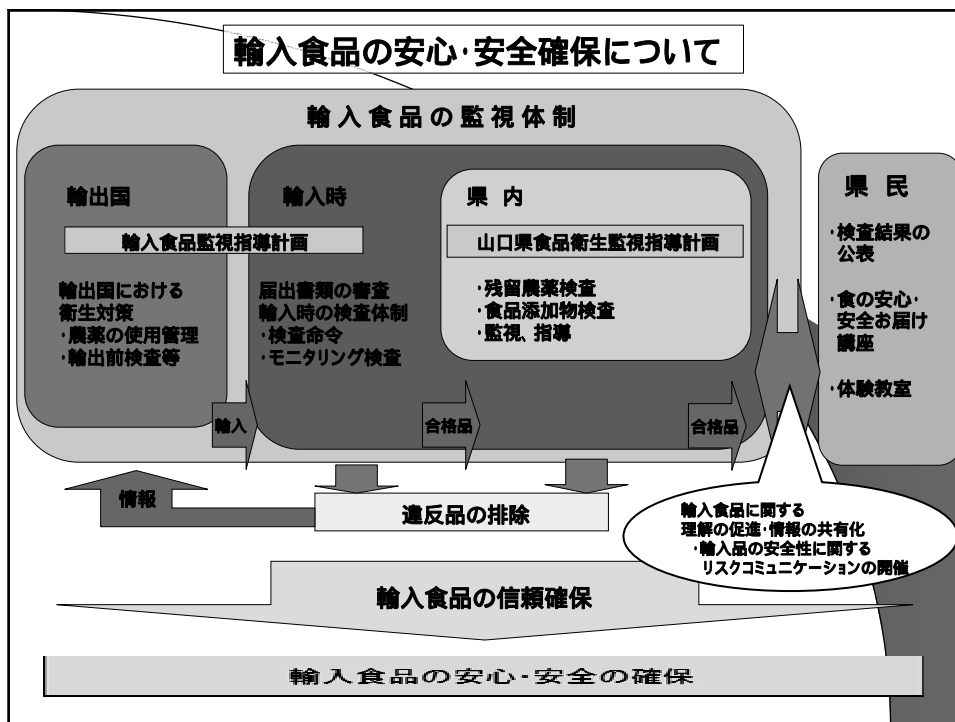 輸入食品の安心･安全確保について
輸入食品の監視体制
輸出国
輸入時
県内
県民
輸入食品監視指導計画
山口県食品衛生監視指導計画
輸出国における
衛生対策
･農薬の使用管理
･輸出前検査等
届出書類の審査
輸入時の検査体制
･検査命令
･モニタリング検査
･残留農薬検査
･食品添加物検査
･監視、指導
･検査結果の
公表
･食の安心･
安全お届け
講座
･体験教室
輸入
合格品
合格品
情報
違反品の排除
輸入食品に関する
理解の促進･情報の共有化
･輸入品の安全性に関する
リスクコミュニケーションの開催
輸入食品の信頼確保
輸入食品の安心･安全の確保